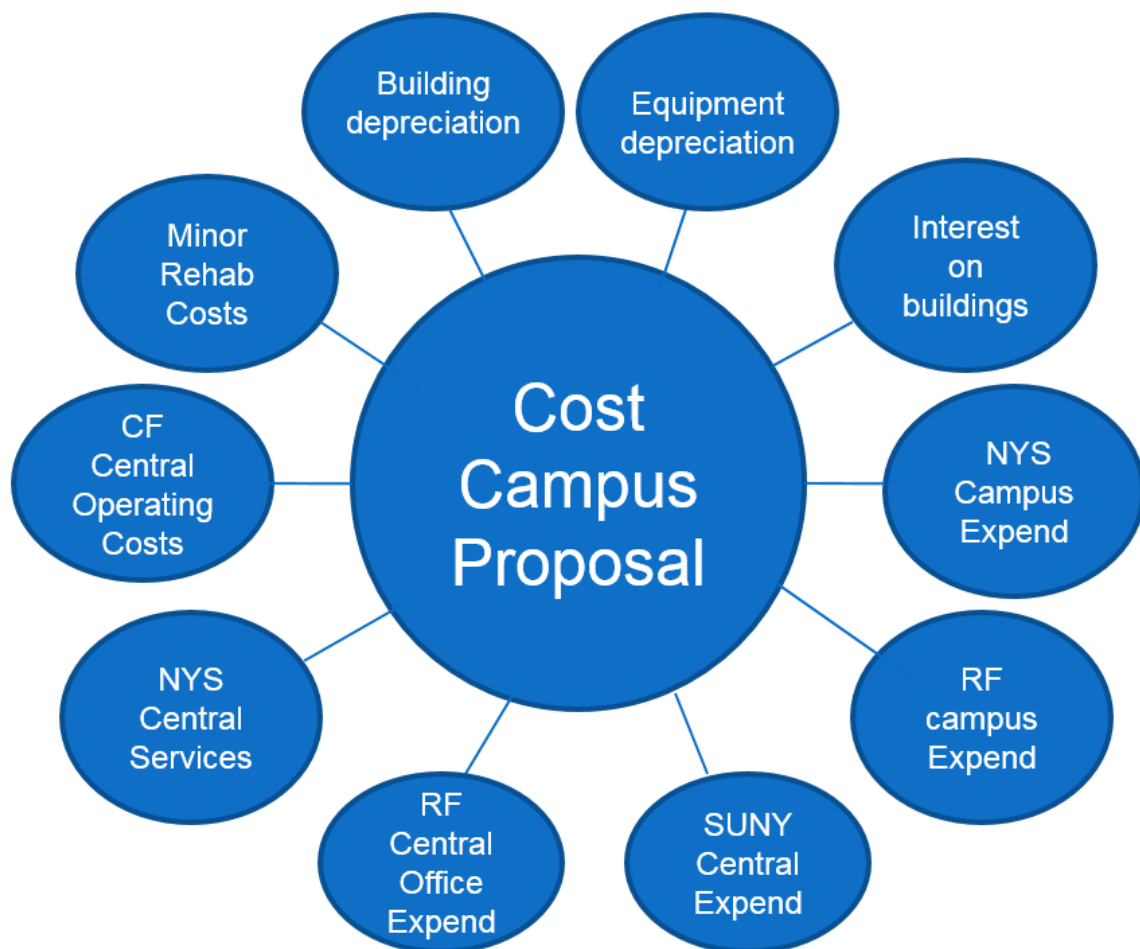 Building
depreciation
Equipment
depreciation
Interest
on
buildings
NYS
Campus
Expend
RF
campus
Expend
SUNY
Central
Expend
RF
Central
Office
Expend
NYS
Central
Services
CF
Central
Operating
Costs
Minor
Rehab
Costs
Cost
Campus
Proposal